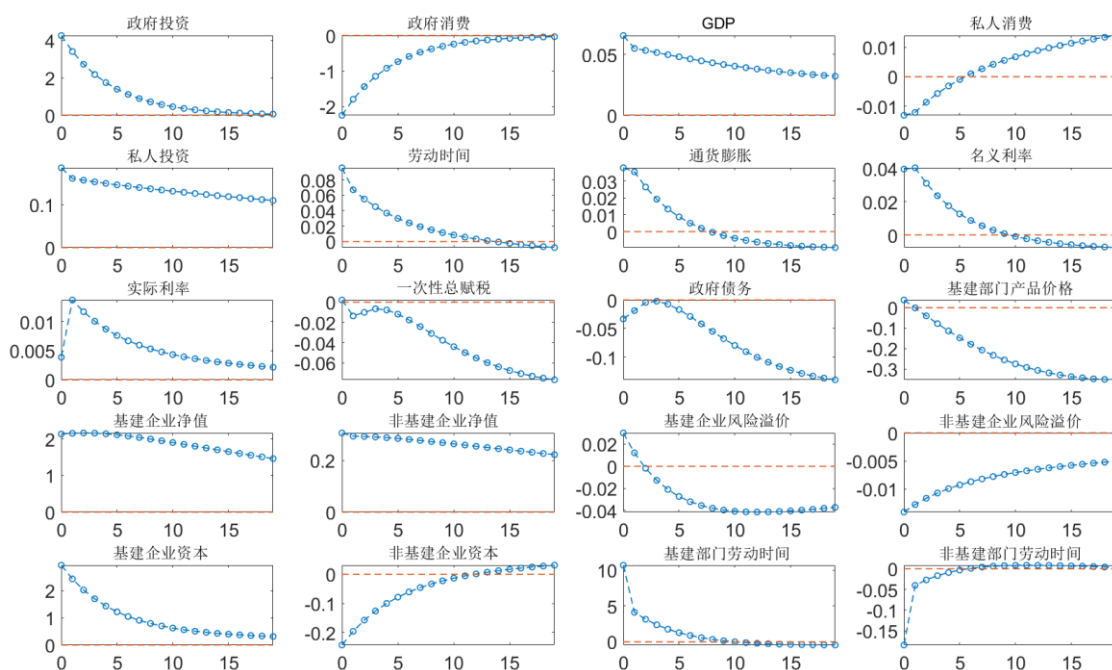 政府投资 政府消费 GDP 私人消费
4 2 0 0 5 10 15
0 -1 -2 0 5 10 15
0.05 0 0 5 10 15
0.01 0 -0.01 0 5 10 15
私人投资 劳动时间 通货膨胀 名义利率
0.1 0 0 5 10 15
0.08 0.06 0.04 0.02 0 0 5 10 15
0.03 0.02 0.01 0 0 5 10 15
0.04 0.02 0 0 5 10 15
实际利率 一次性总赋税 政府债务 基建部门产品价格
0.01 0.005 0 0 5 10 15
0 -0.02 -0.04 -0.06 0 5 10 15
0 -0.05 -0.1 0 5 10 15
0 -0.1 -0.2 -0.3 0 5 10 15
基建企业净值 非基建企业净值 基建企业风险溢价 非基建企业风险溢价
2 1 0 0 5 10 15
0.2 0 0 5 10 15
0.02 0 -0.02 -0.04 0 5 10 15
0 -0.005 -0.01 0 5 10 15
基建企业资本 非基建企业资本 基建部门劳动时间 非基建部门劳动时间
2 1 0 0 5 10 15
0 -0.1 -0.2 0 5 10 15
10 5 0 0 5 10 15
0 -0.05 -0.1 -0.15 0 5 10 15